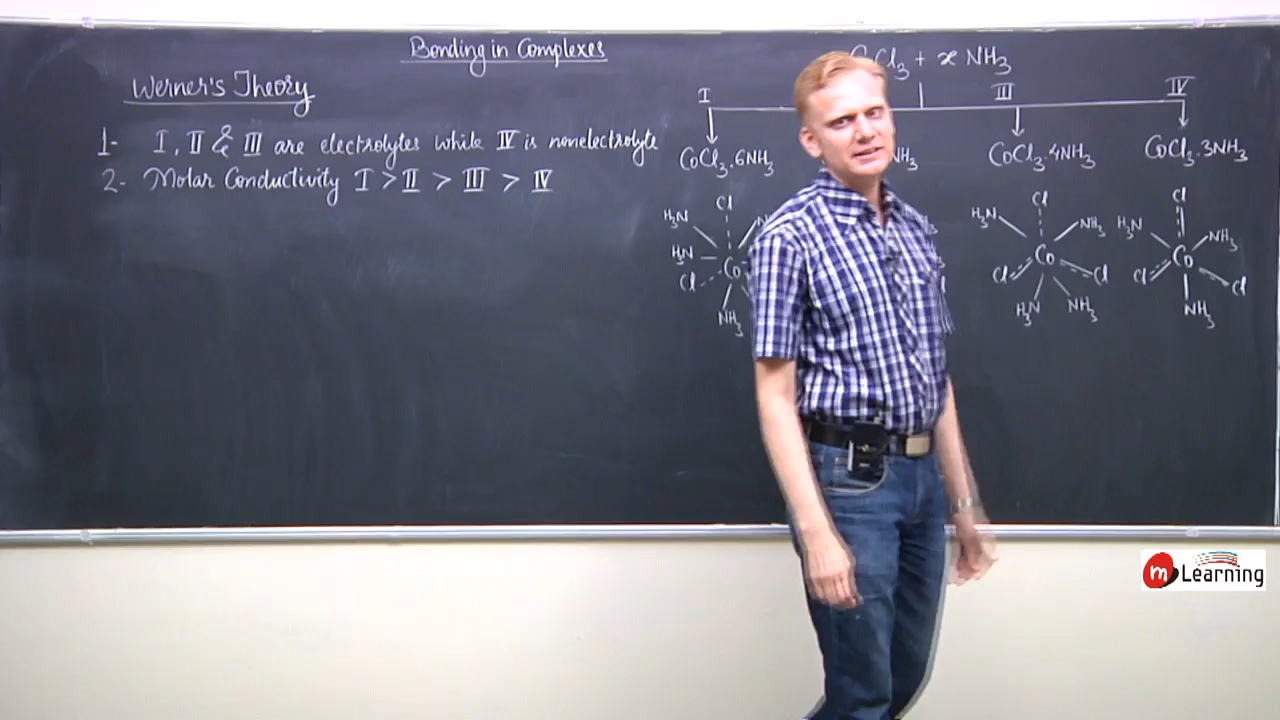 Bonding in Complexes
Werner's Theory
1- I, II & III are electrolytes while IV is nonelectrolyte
2- Molar Conductivity I > II > III > IV
Cl₃ + x NH₃
I III IV
CoCl₃·6NH₃ NH₃ CoCl₃·4NH₃ CoCl₃·3NH₃
Cl
H₃N
H₃N Co
Cl
NH₃
Cl
H₃N NH₃
Co
Cl Cl
H₃N NH₃
Cl
H₃N NH₃
Co
Cl Cl
NH₃
m Learning